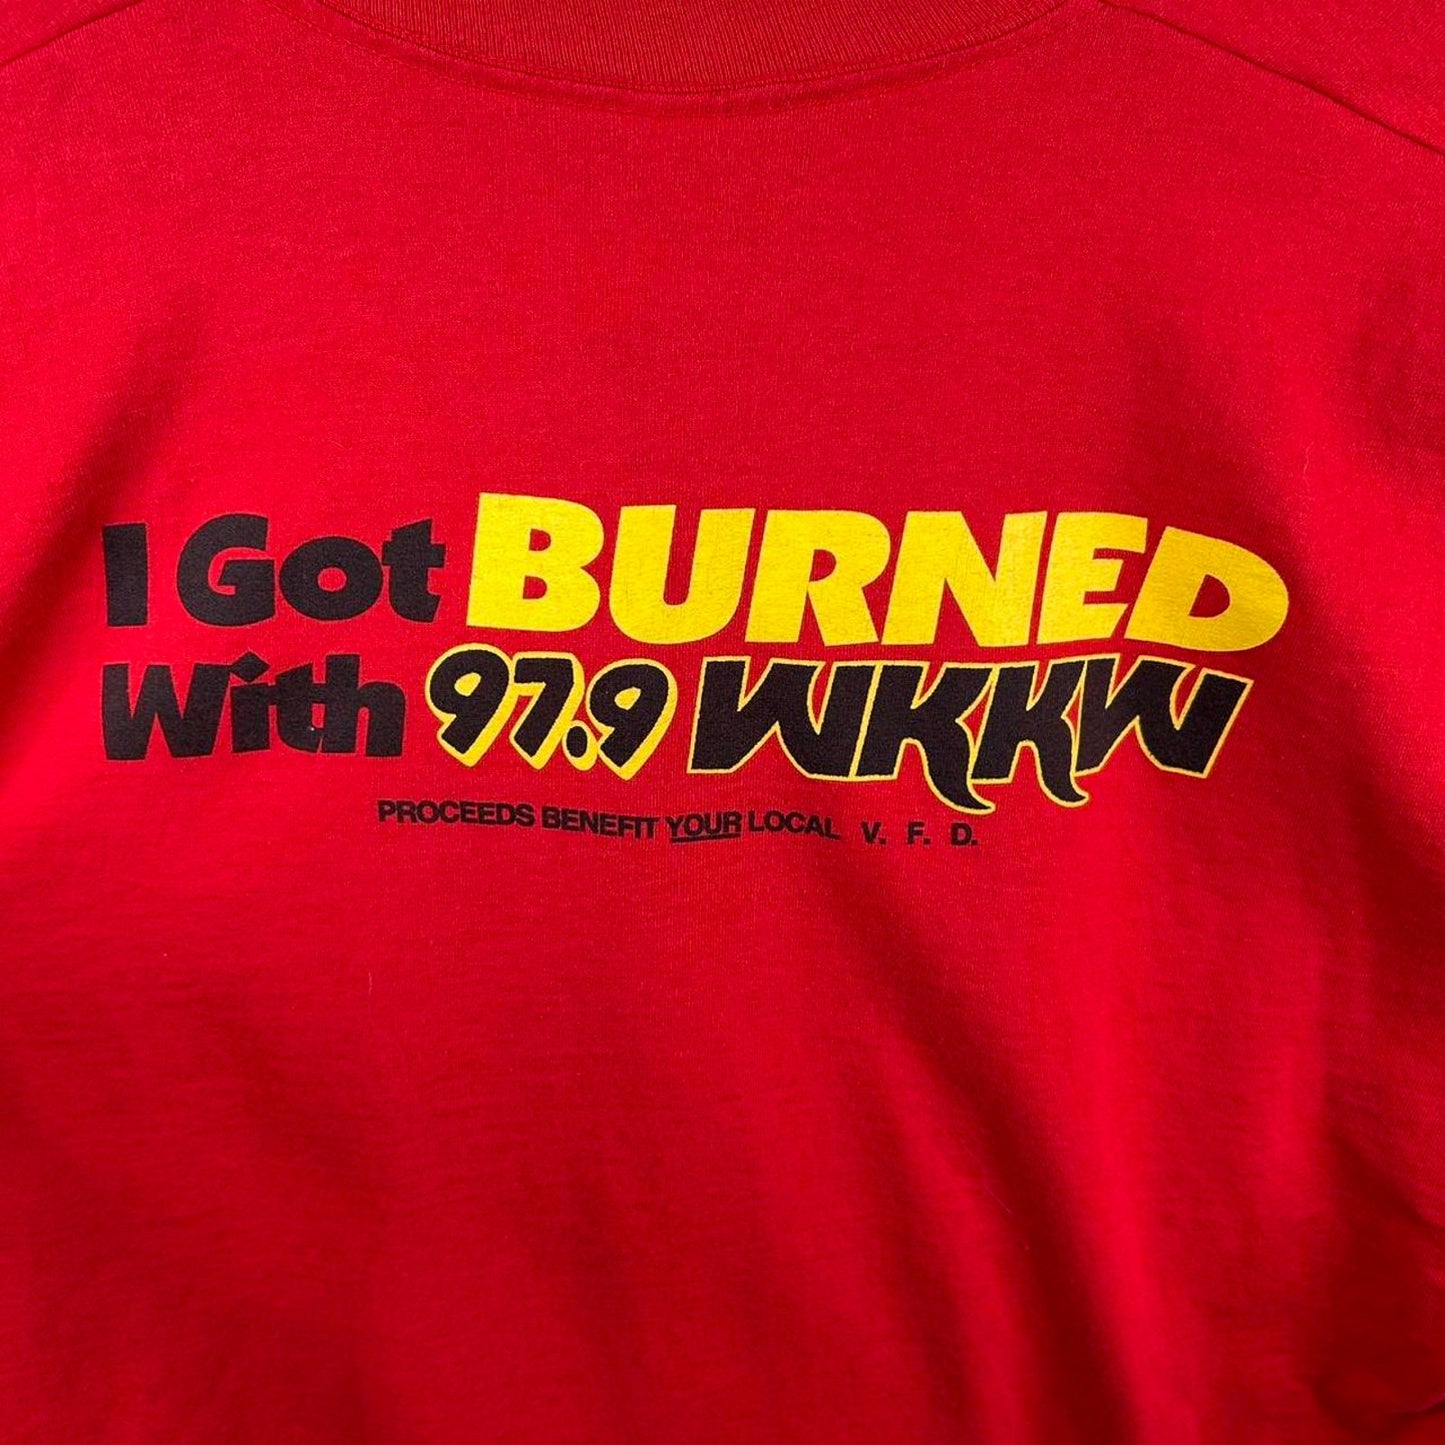 I Got BURNED
With 97.9 WKKW
PROCEEDS BENEFIT YOUR LOCAL V. F. D.